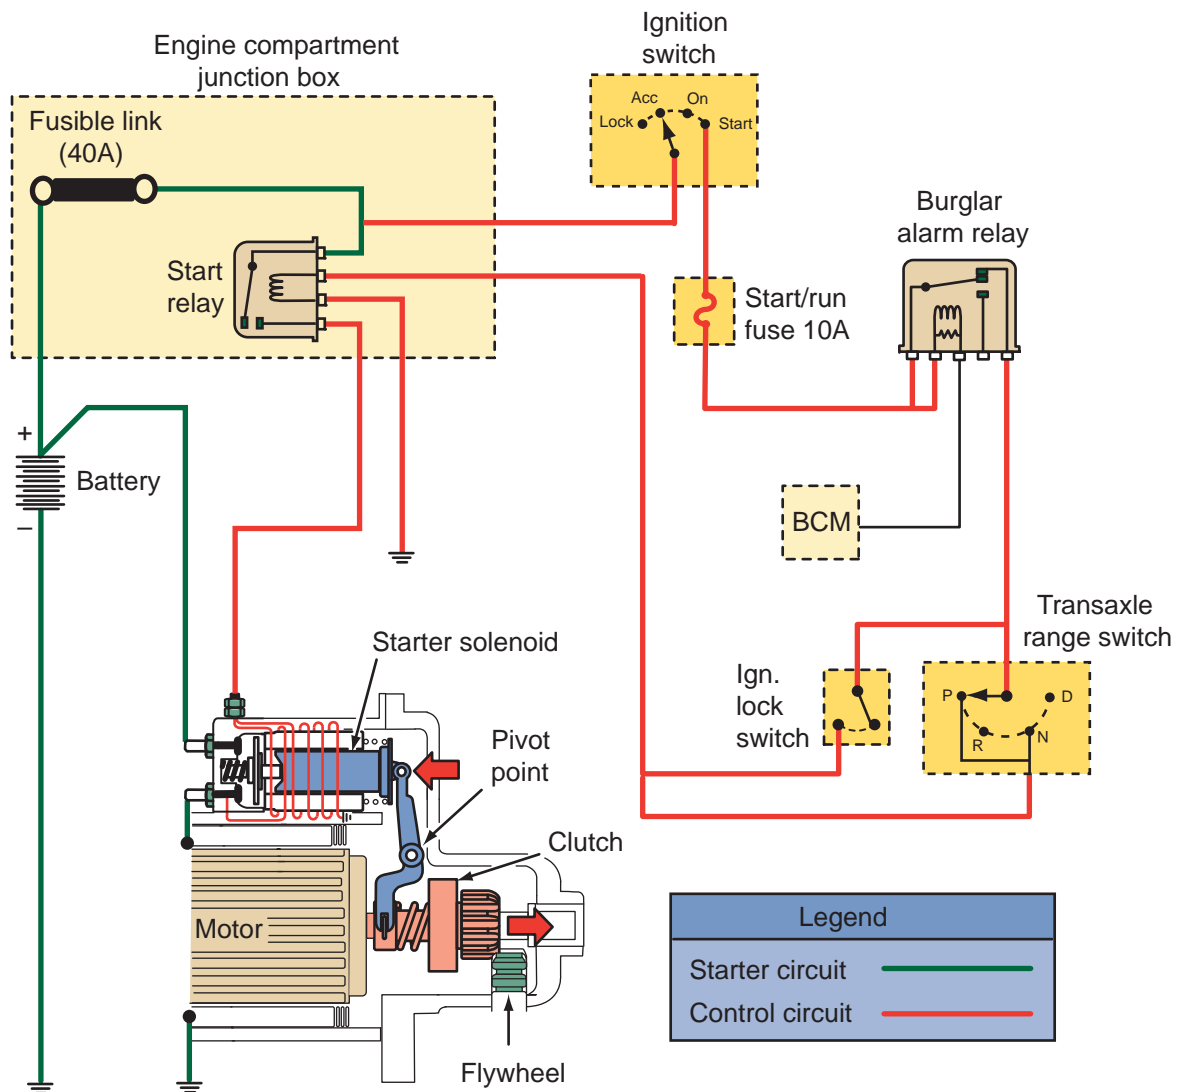 Engine compartment
junction box
Fusible link
(40A)
Start
relay
Ignition
switch
Lock
Acc
On
Start
Start/run
fuse 10A
Burglar
alarm relay
+
Battery
–
BCM
Transaxle
range switch
P
R
N
D
Ign.
lock
switch
Starter solenoid
Pivot
point
Clutch
Motor
Flywheel
Legend
Starter circuit
Control circuit